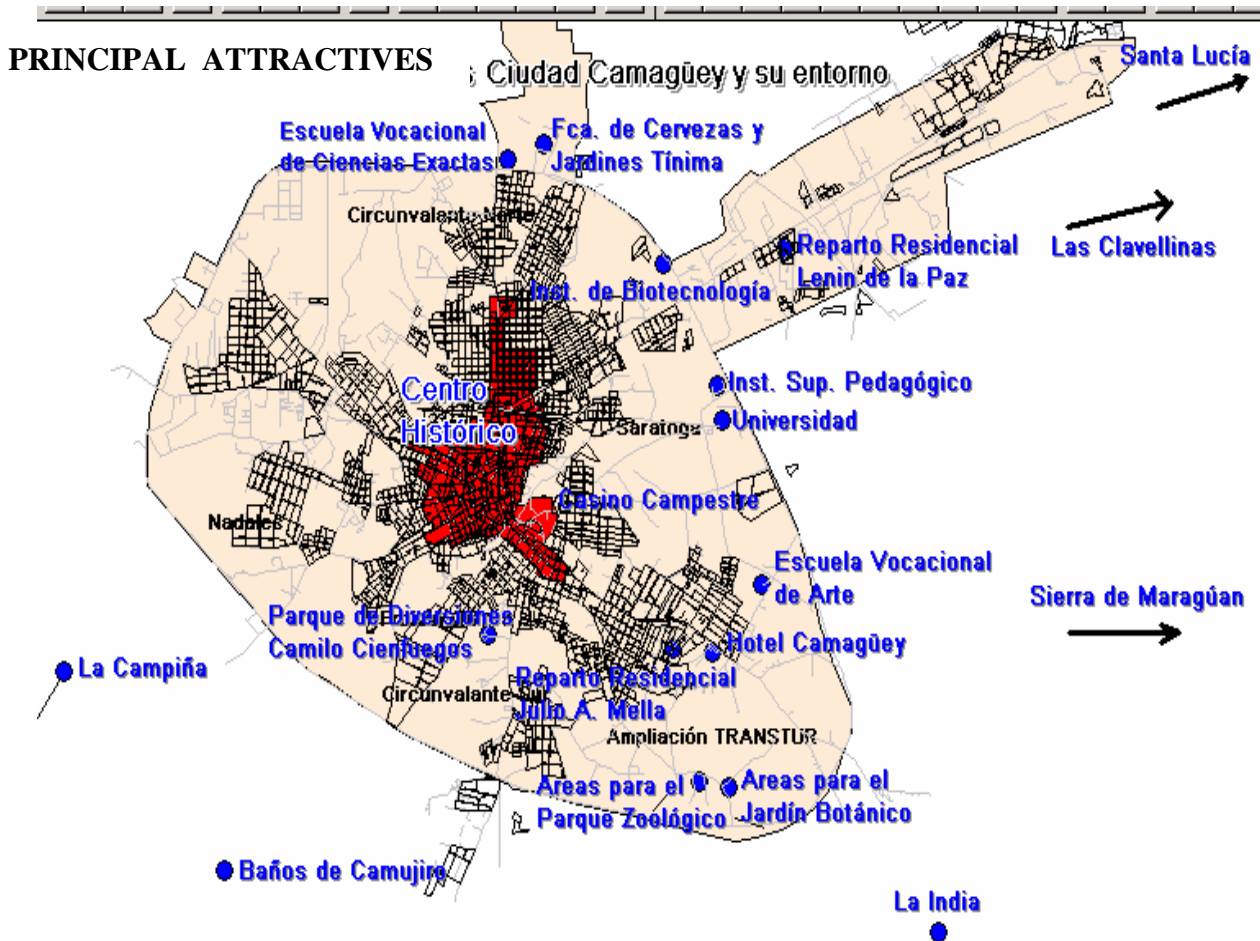 PRINCIPAL ATTRACTIVES
Ciudad Camagüey y su entorno
Santa Lucía
Escuela Vocacional
de Ciencias Exactas
Fca. de Cervezas y
Jardines Tínima
Circunvalante Norte
Las Clavellinas
Reparto Residencial
Lenin de la Paz
Inst. de Biotecnología
Centro
Histórico
Inst. Sup. Pedagógico
Universidad
Saratoga
Casino Campestre
Nadales
Escuela Vocacional
de Arte
Sierra de Maragúan
Parque de Diversiones
Camilo Cienfuegos
Hotel Camagüey
La Campiña
Reparto Residencial
Julio A. Mella
Circunvalante Sur
Ampliación TRANSTUR
Areas para el
Parque Zoológico
Areas para el
Jardín Botánico
Baños de Camujiro
La India